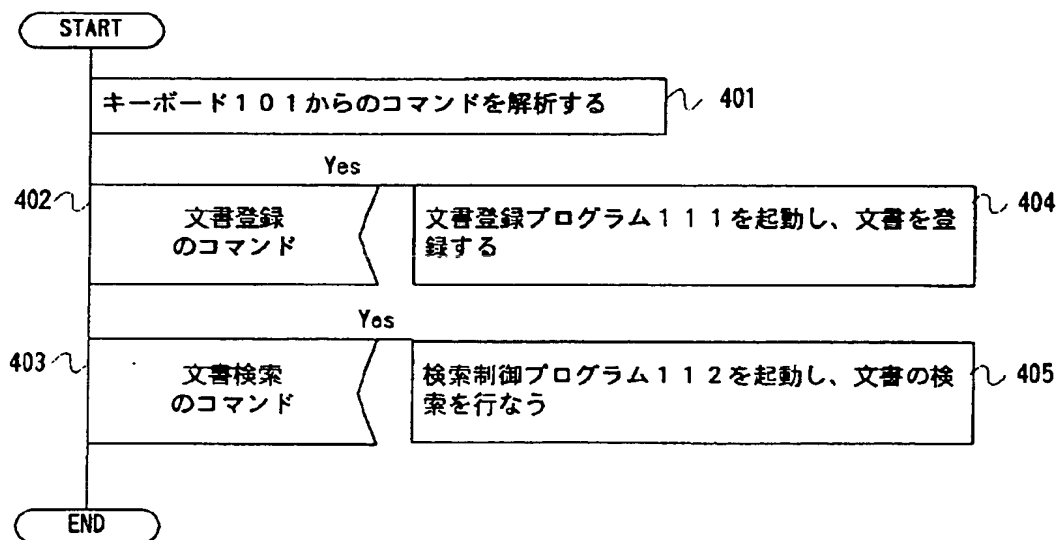 START
キーボード１０１からのコマンドを解析する
401
Yes
402
文書登録
のコマンド
文書登録プログラム１１１を起動し、文書を登
録する
404
Yes
403
文書検索
のコマンド
検索制御プログラム１１２を起動し、文書の検
索を行なう
405
END